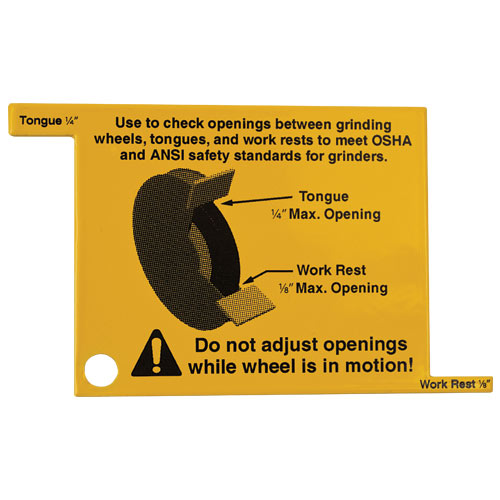 Tongue ¼"
Use to check openings between grinding
wheels, tongues, and work rests to meet OSHA
and ANSI safety standards for grinders.
Tongue
¼" Max. Opening
Work Rest
⅛" Max. Opening
Do not adjust openings
while wheel is in motion!
Work Rest ⅛"